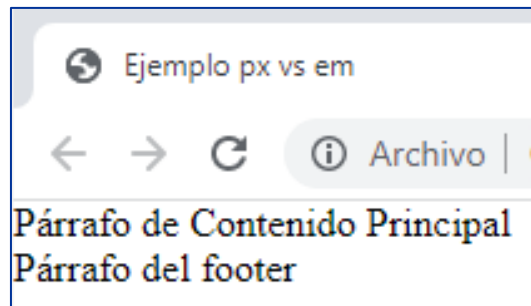 Ejemplo px vs em
Archivo
Párrafo de Contenido Principal
Párrafo del footer